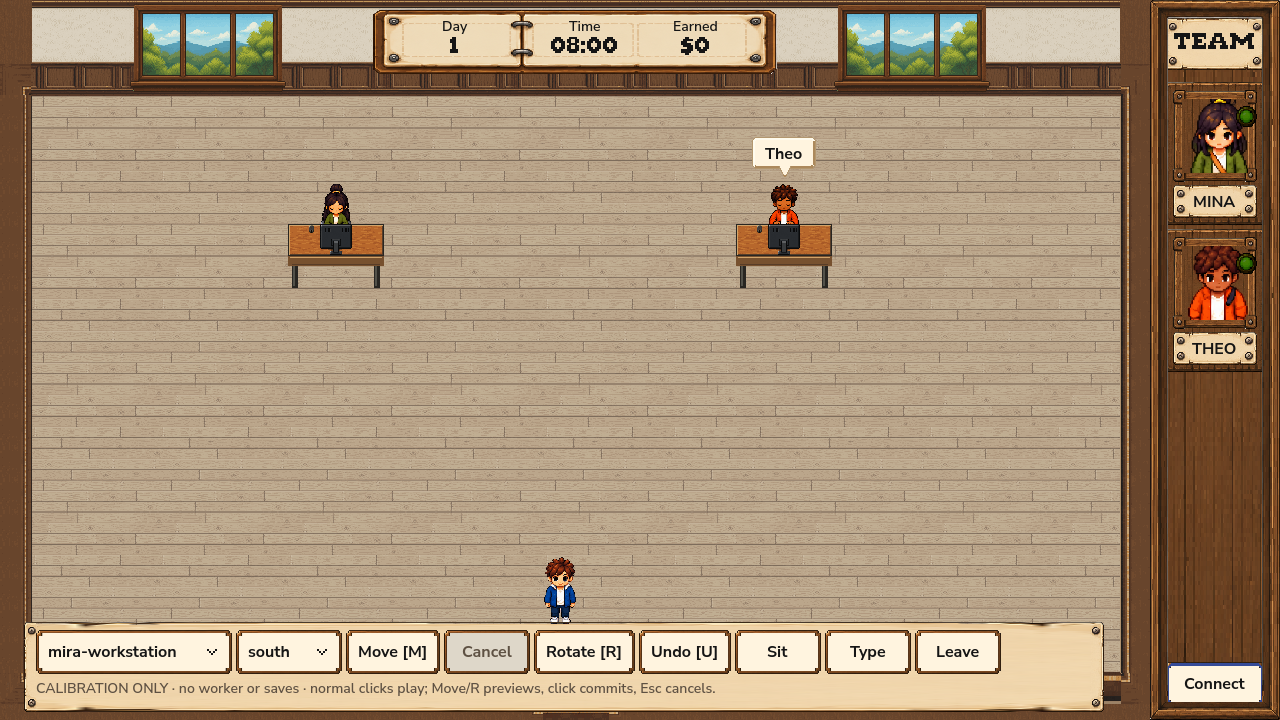 Day
1
Time
08:00
Earned
$0
TEAM
MINA
THEO
Theo
mira-workstation
south
Move [M]
Cancel
Rotate [R]
Undo [U]
Sit
Type
Leave
CALIBRATION ONLY · no worker or saves · normal clicks play; Move/R previews, click commits, Esc cancels.
Connect